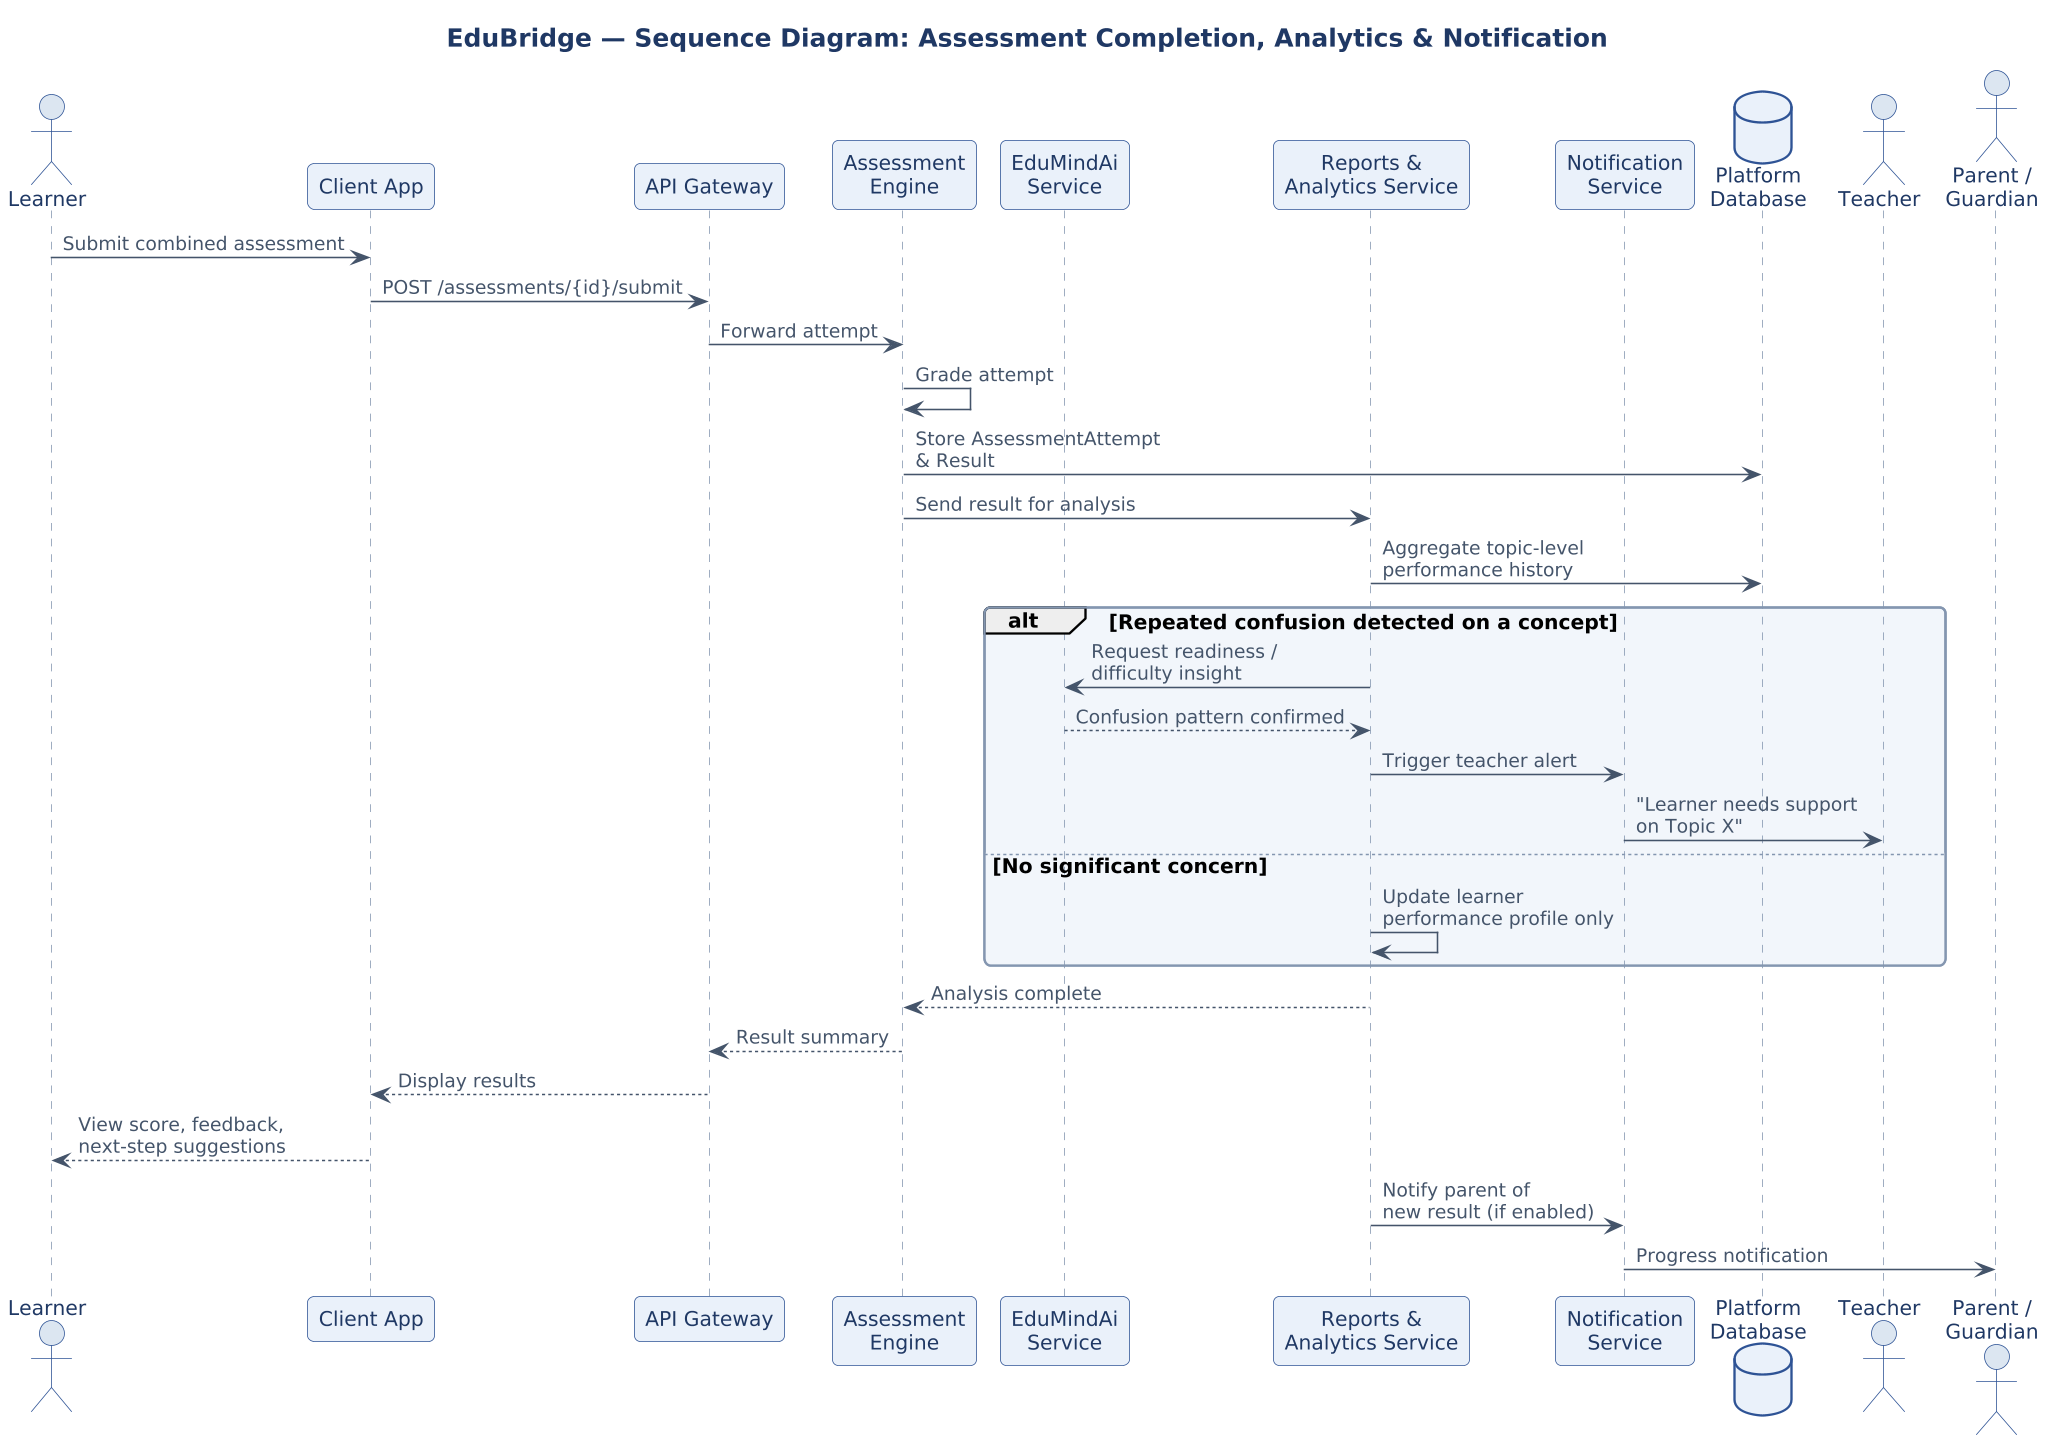 EduBridge — Sequence Diagram: Assessment Completion, Analytics & Notification
Learner
Client App
API Gateway
Assessment
Engine
EduMindAi
Service
Reports &
Analytics Service
Notification
Service
Platform
Database
Teacher
Parent /
Guardian
Submit combined assessment
POST /assessments/{id}/submit
Forward attempt
Grade attempt
Store AssessmentAttempt
& Result
Send result for analysis
Aggregate topic-level
performance history
alt
[Repeated confusion detected on a concept]
Request readiness /
difficulty insight
Confusion pattern confirmed
Trigger teacher alert
"Learner needs support
on Topic X"
[No significant concern]
Update learner
performance profile only
Analysis complete
Result summary
Display results
View score, feedback,
next-step suggestions
Notify parent of
new result (if enabled)
Progress notification
Learner
Client App
API Gateway
Assessment
Engine
EduMindAi
Service
Reports &
Analytics Service
Notification
Service
Platform
Database
Teacher
Parent /
Guardian